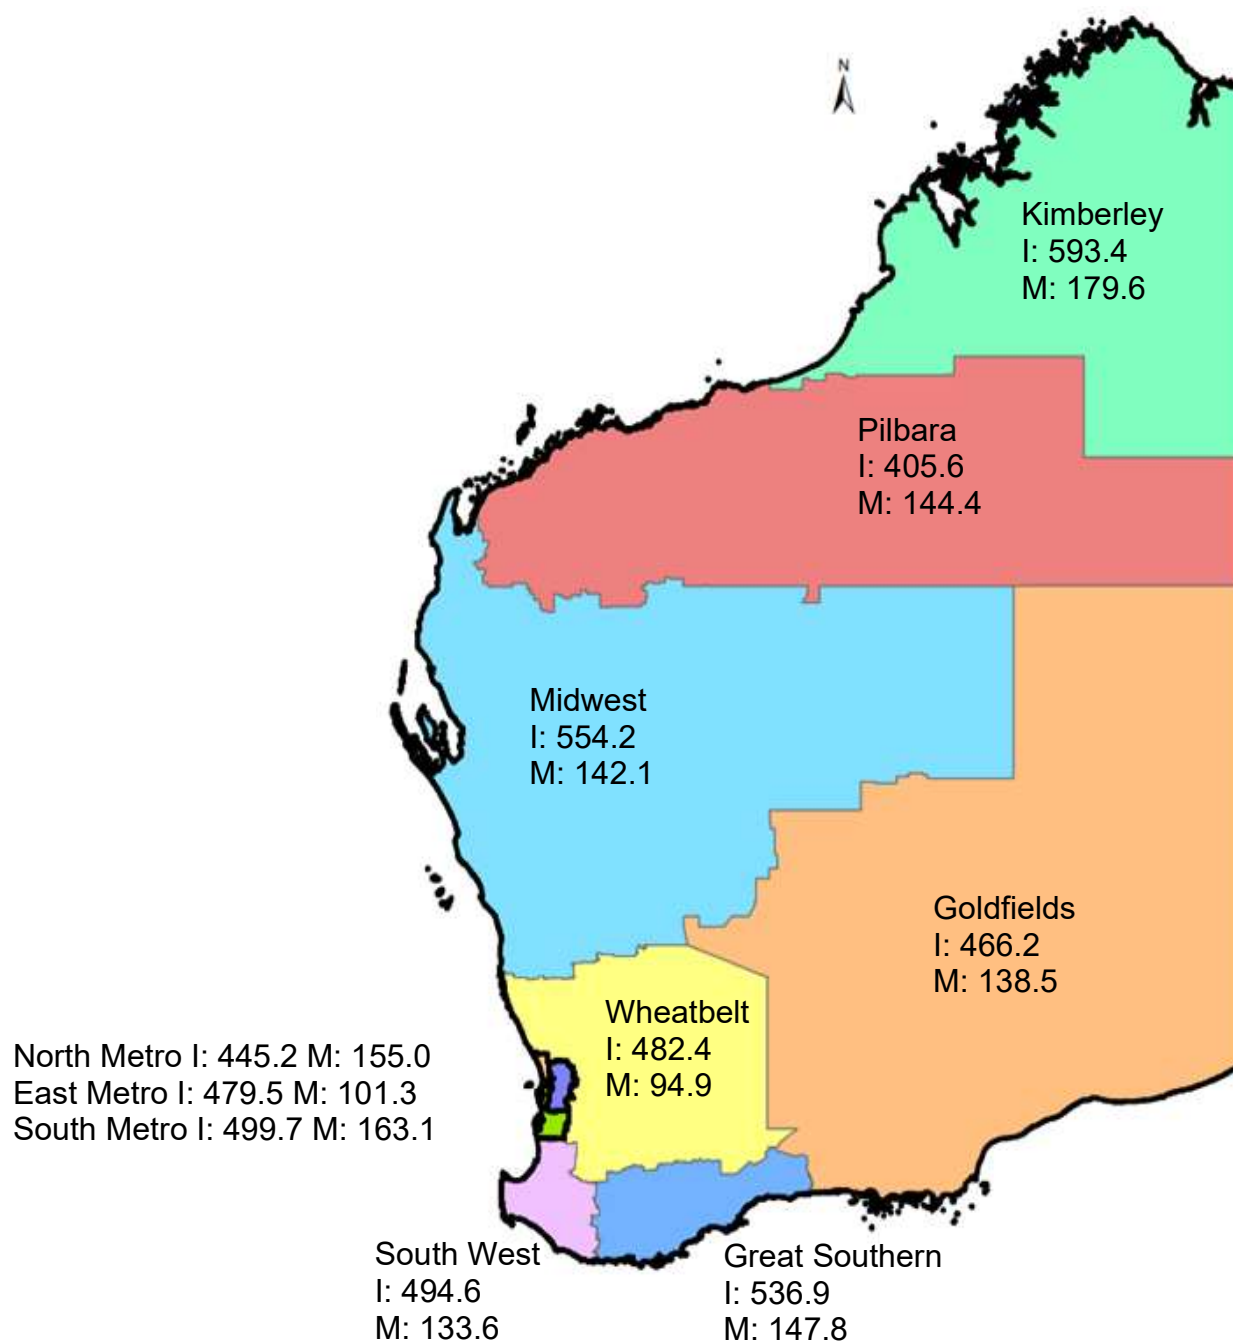 N
Kimberley
I: 593.4
M: 179.6
Pilbara
I: 405.6
M: 144.4
Midwest
I: 554.2
M: 142.1
Goldfields
I: 466.2
M: 138.5
Wheatbelt
I: 482.4
M: 94.9
North Metro I: 445.2 M: 155.0
East Metro I: 479.5 M: 101.3
South Metro I: 499.7 M: 163.1
South West
I: 494.6
M: 133.6
Great Southern
I: 536.9
M: 147.8